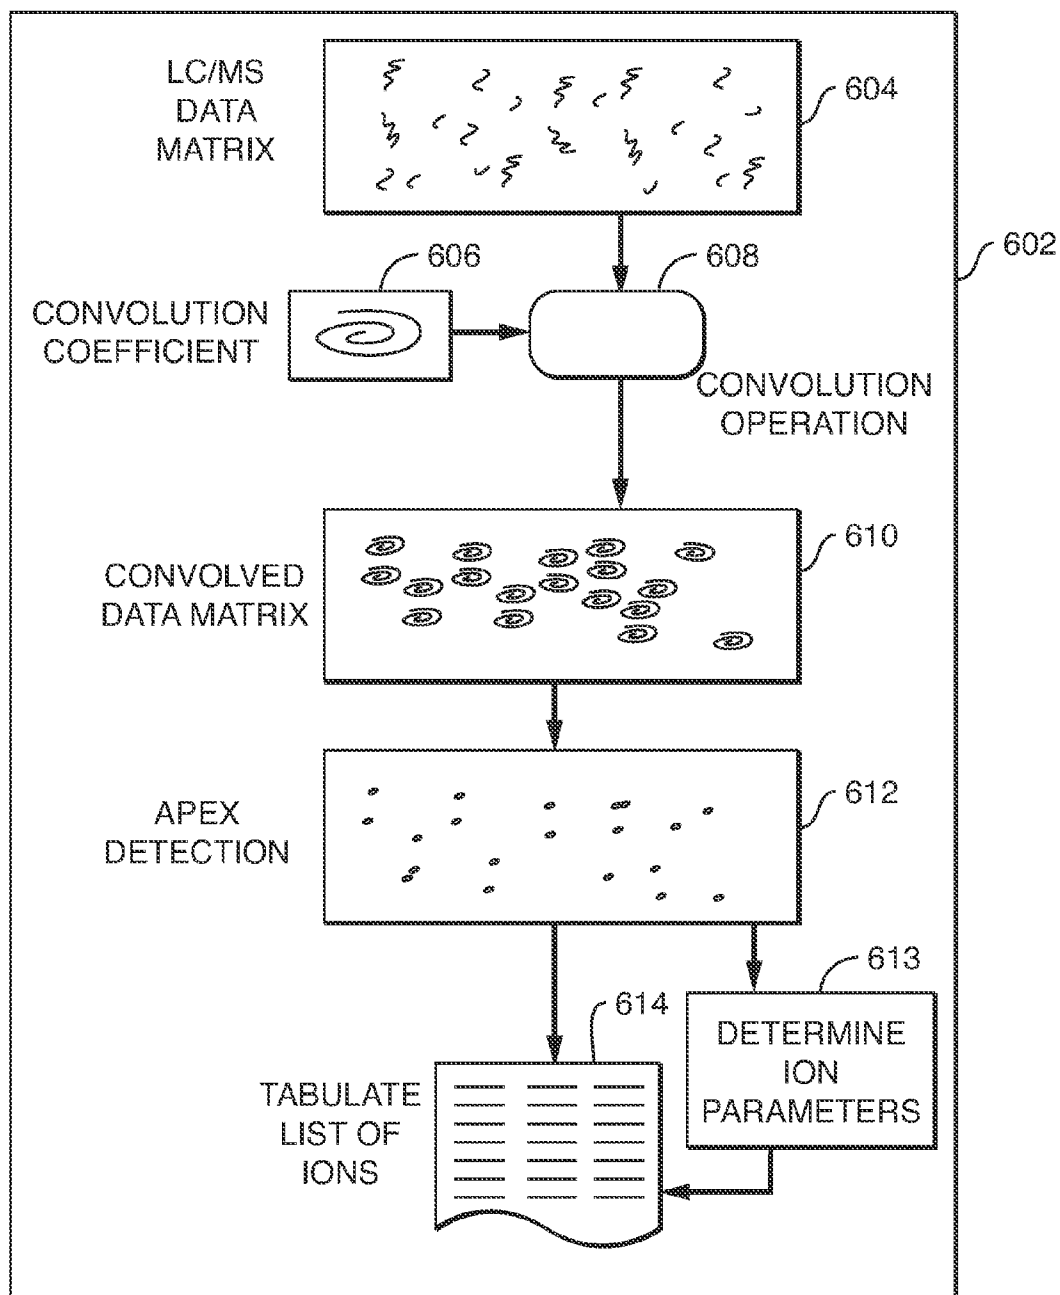 LC/MS
DATA
MATRIX
604
602
606
608
CONVOLUTION
COEFFICIENT
CONVOLUTION
OPERATION
610
CONVOLVED
DATA MATRIX
612
APEX
DETECTION
613
614
DETERMINE
ION
PARAMETERS
TABULATE
LIST OF
IONS